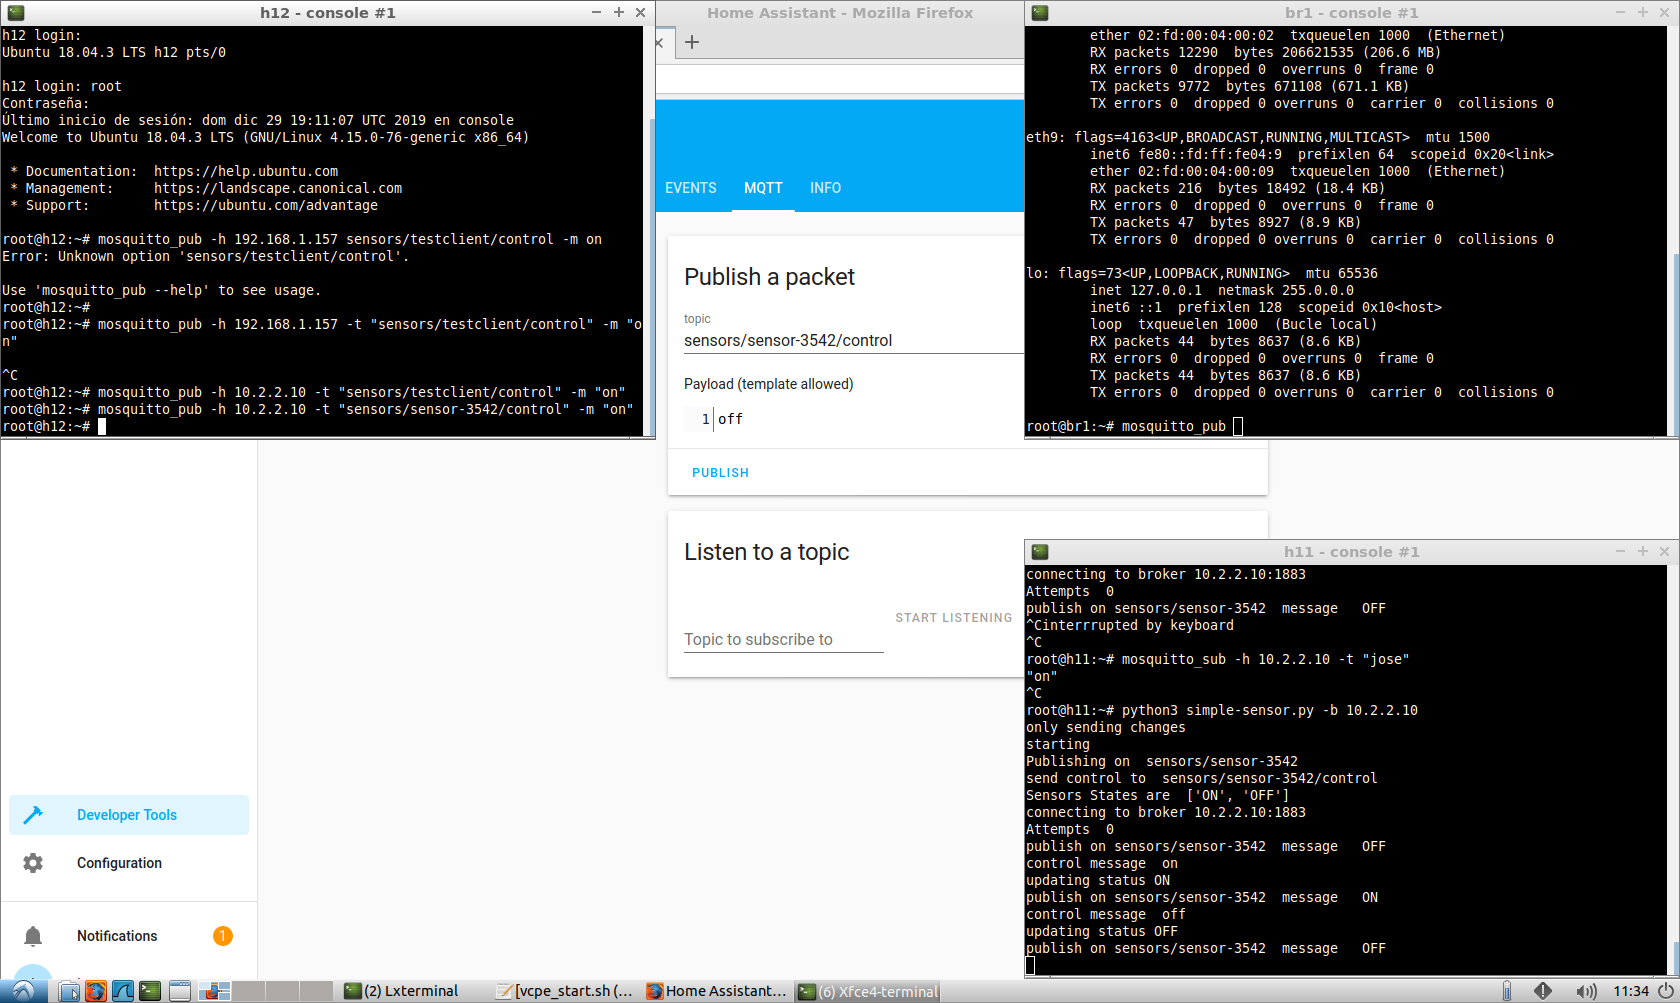 h12 - console #1
h12 login:
Ubuntu 18.04.3 LTS h12 pts/0
h12 login: root
Contraseña:
Último inicio de sesión: dom dic 29 19:11:07 UTC 2019 en console
Welcome to Ubuntu 18.04.3 LTS (GNU/Linux 4.15.0-76-generic x86_64)
* Documentation:  https://help.ubuntu.com
* Management:     https://landscape.canonical.com
* Support:        https://ubuntu.com/advantage
root@h12:~# mosquitto_pub -h 192.168.1.157 sensors/testclient/control -m on
Error: Unknown option 'sensors/testclient/control'.
Use 'mosquitto_pub --help' to see usage.
root@h12:~#
root@h12:~# mosquitto_pub -h 192.168.1.157 -t "sensors/testclient/control" -m "o
n"
^C
root@h12:~# mosquitto_pub -h 10.2.2.10 -t "sensors/testclient/control" -m "on"
root@h12:~# mosquitto_pub -h 10.2.2.10 -t "sensors/sensor-3542/control" -m "on"
root@h12:~#
Home Assistant - Mozilla Firefox
EVENTS
MQTT
INFO
Publish a packet
topic
sensors/sensor-3542/control
Payload (template allowed)
1 off
PUBLISH
Listen to a topic
START LISTENING
Topic to subscribe to
br1 - console #1
ether 02:fd:00:04:00:02  txqueuelen 1000  (Ethernet)
RX packets 12290  bytes 206621535 (206.6 MB)
RX errors 0  dropped 0  overruns 0  frame 0
TX packets 9772  bytes 671108 (671.1 KB)
TX errors 0  dropped 0 overruns 0  carrier 0  collisions 0
eth9: flags=4163<UP,BROADCAST,RUNNING,MULTICAST>  mtu 1500
inet6 fe80::fd:ff:fe04:9  prefixlen 64  scopeid 0x20<link>
ether 02:fd:00:04:00:09  txqueuelen 1000  (Ethernet)
RX packets 216  bytes 18492 (18.4 KB)
RX errors 0  dropped 0  overruns 0  frame 0
TX packets 47  bytes 8927 (8.9 KB)
TX errors 0  dropped 0 overruns 0  carrier 0  collisions 0
lo: flags=73<UP,LOOPBACK,RUNNING>  mtu 65536
inet 127.0.0.1  netmask 255.0.0.0
inet6 ::1  prefixlen 128  scopeid 0x10<host>
loop  txqueuelen 1000  (Bucle local)
RX packets 44  bytes 8637 (8.6 KB)
RX errors 0  dropped 0  overruns 0  frame 0
TX packets 44  bytes 8637 (8.6 KB)
TX errors 0  dropped 0 overruns 0  carrier 0  collisions 0
root@br1:~# mosquitto_pub
h11 - console #1
connecting to broker 10.2.2.10:1883
Attempts  0
publish on sensors/sensor-3542  message   OFF
^Cinterrrupted by keyboard
^C
root@h11:~# mosquitto_sub -h 10.2.2.10 -t "jose"
"on"
^C
root@h11:~# python3 simple-sensor.py -b 10.2.2.10
only sending changes
starting
Publishing on  sensors/sensor-3542
send control to  sensors/sensor-3542/control
Sensors States are  ['ON', 'OFF']
connecting to broker 10.2.2.10:1883
Attempts  0
publish on sensors/sensor-3542  message   OFF
control message  on
updating status ON
publish on sensors/sensor-3542  message   ON
control message  off
updating status OFF
publish on sensors/sensor-3542  message   OFF
Developer Tools
Configuration
Notifications
1
(2) Lxterminal
[vcpe_start.sh (...
Home Assistant...
(6) Xfce4-terminal
11:34